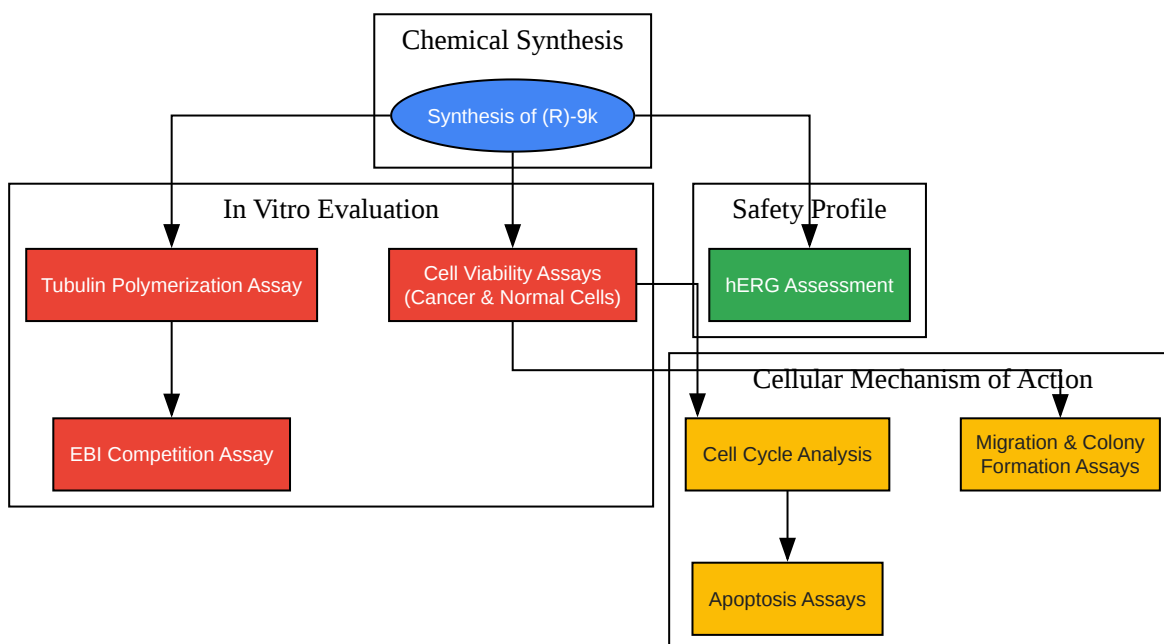 Chemical Synthesis
Synthesis of (R)-9k
In Vitro Evaluation
Safety Profile
Tubulin Polymerization Assay
Cell Viability Assays
(Cancer & Normal Cells)
hERG Assessment
Cellular Mechanism of Action
EBI Competition Assay
Cell Cycle Analysis
Migration & Colony
Formation Assays
Apoptosis Assays